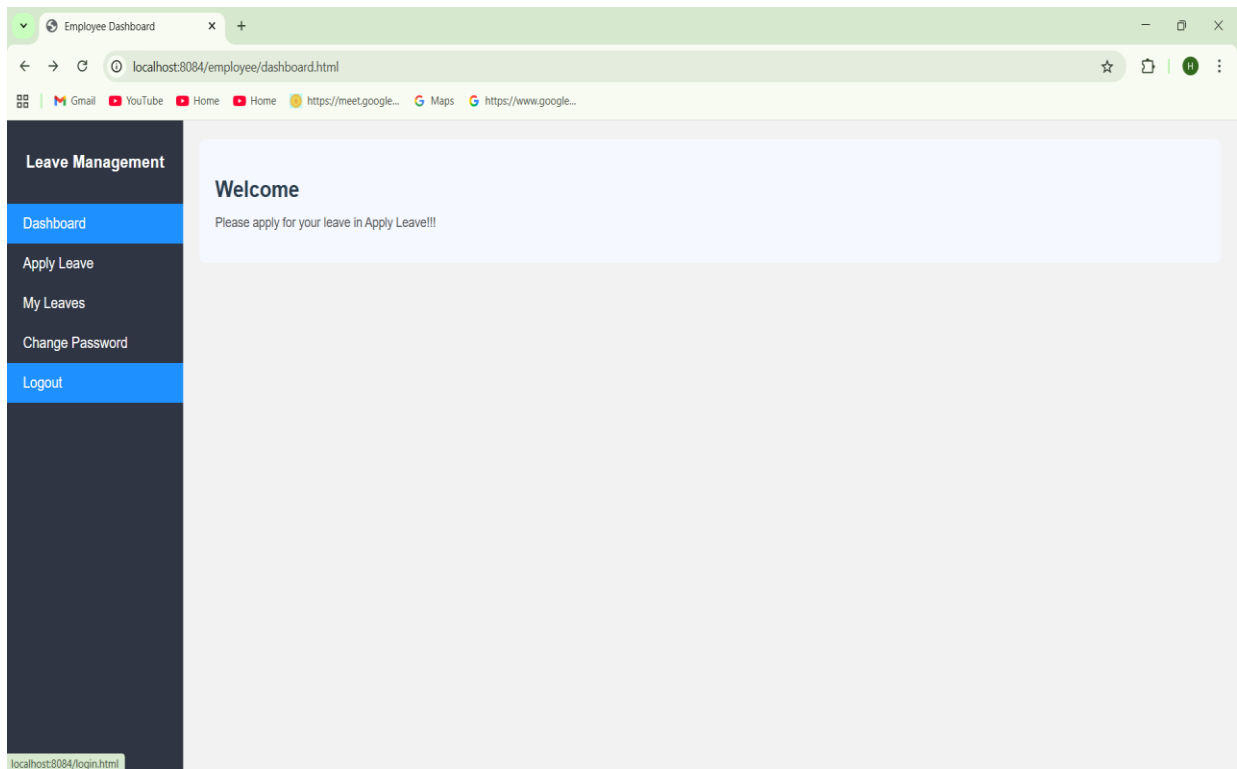 Employee Dashboard
localhost:8084/employee/dashboard.html
H
Gmail YouTube Home Home https://meet.google... Maps https://www.google...
Leave Management
Dashboard
Apply Leave
My Leaves
Change Password
Logout
Welcome
Please apply for your leave in Apply Leave!!!
localhost:8084/login.html